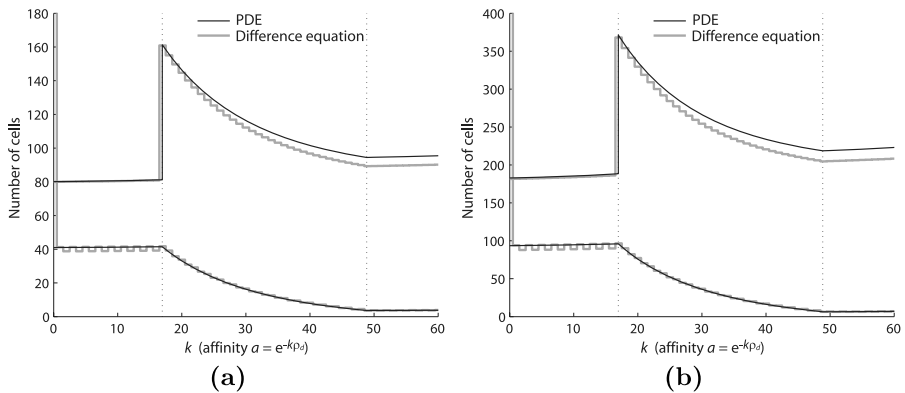 180
160
140
120
100
80
60
40
20
0
Number of cells
PDE
Difference equation
0 10 20 30 40 50 60
k (affinity a = e-kρd)
(a)
400
350
300
250
200
150
100
50
0
Number of cells
PDE
Difference equation
0 10 20 30 40 50 60
k (affinity a = e-kρd)
(b)